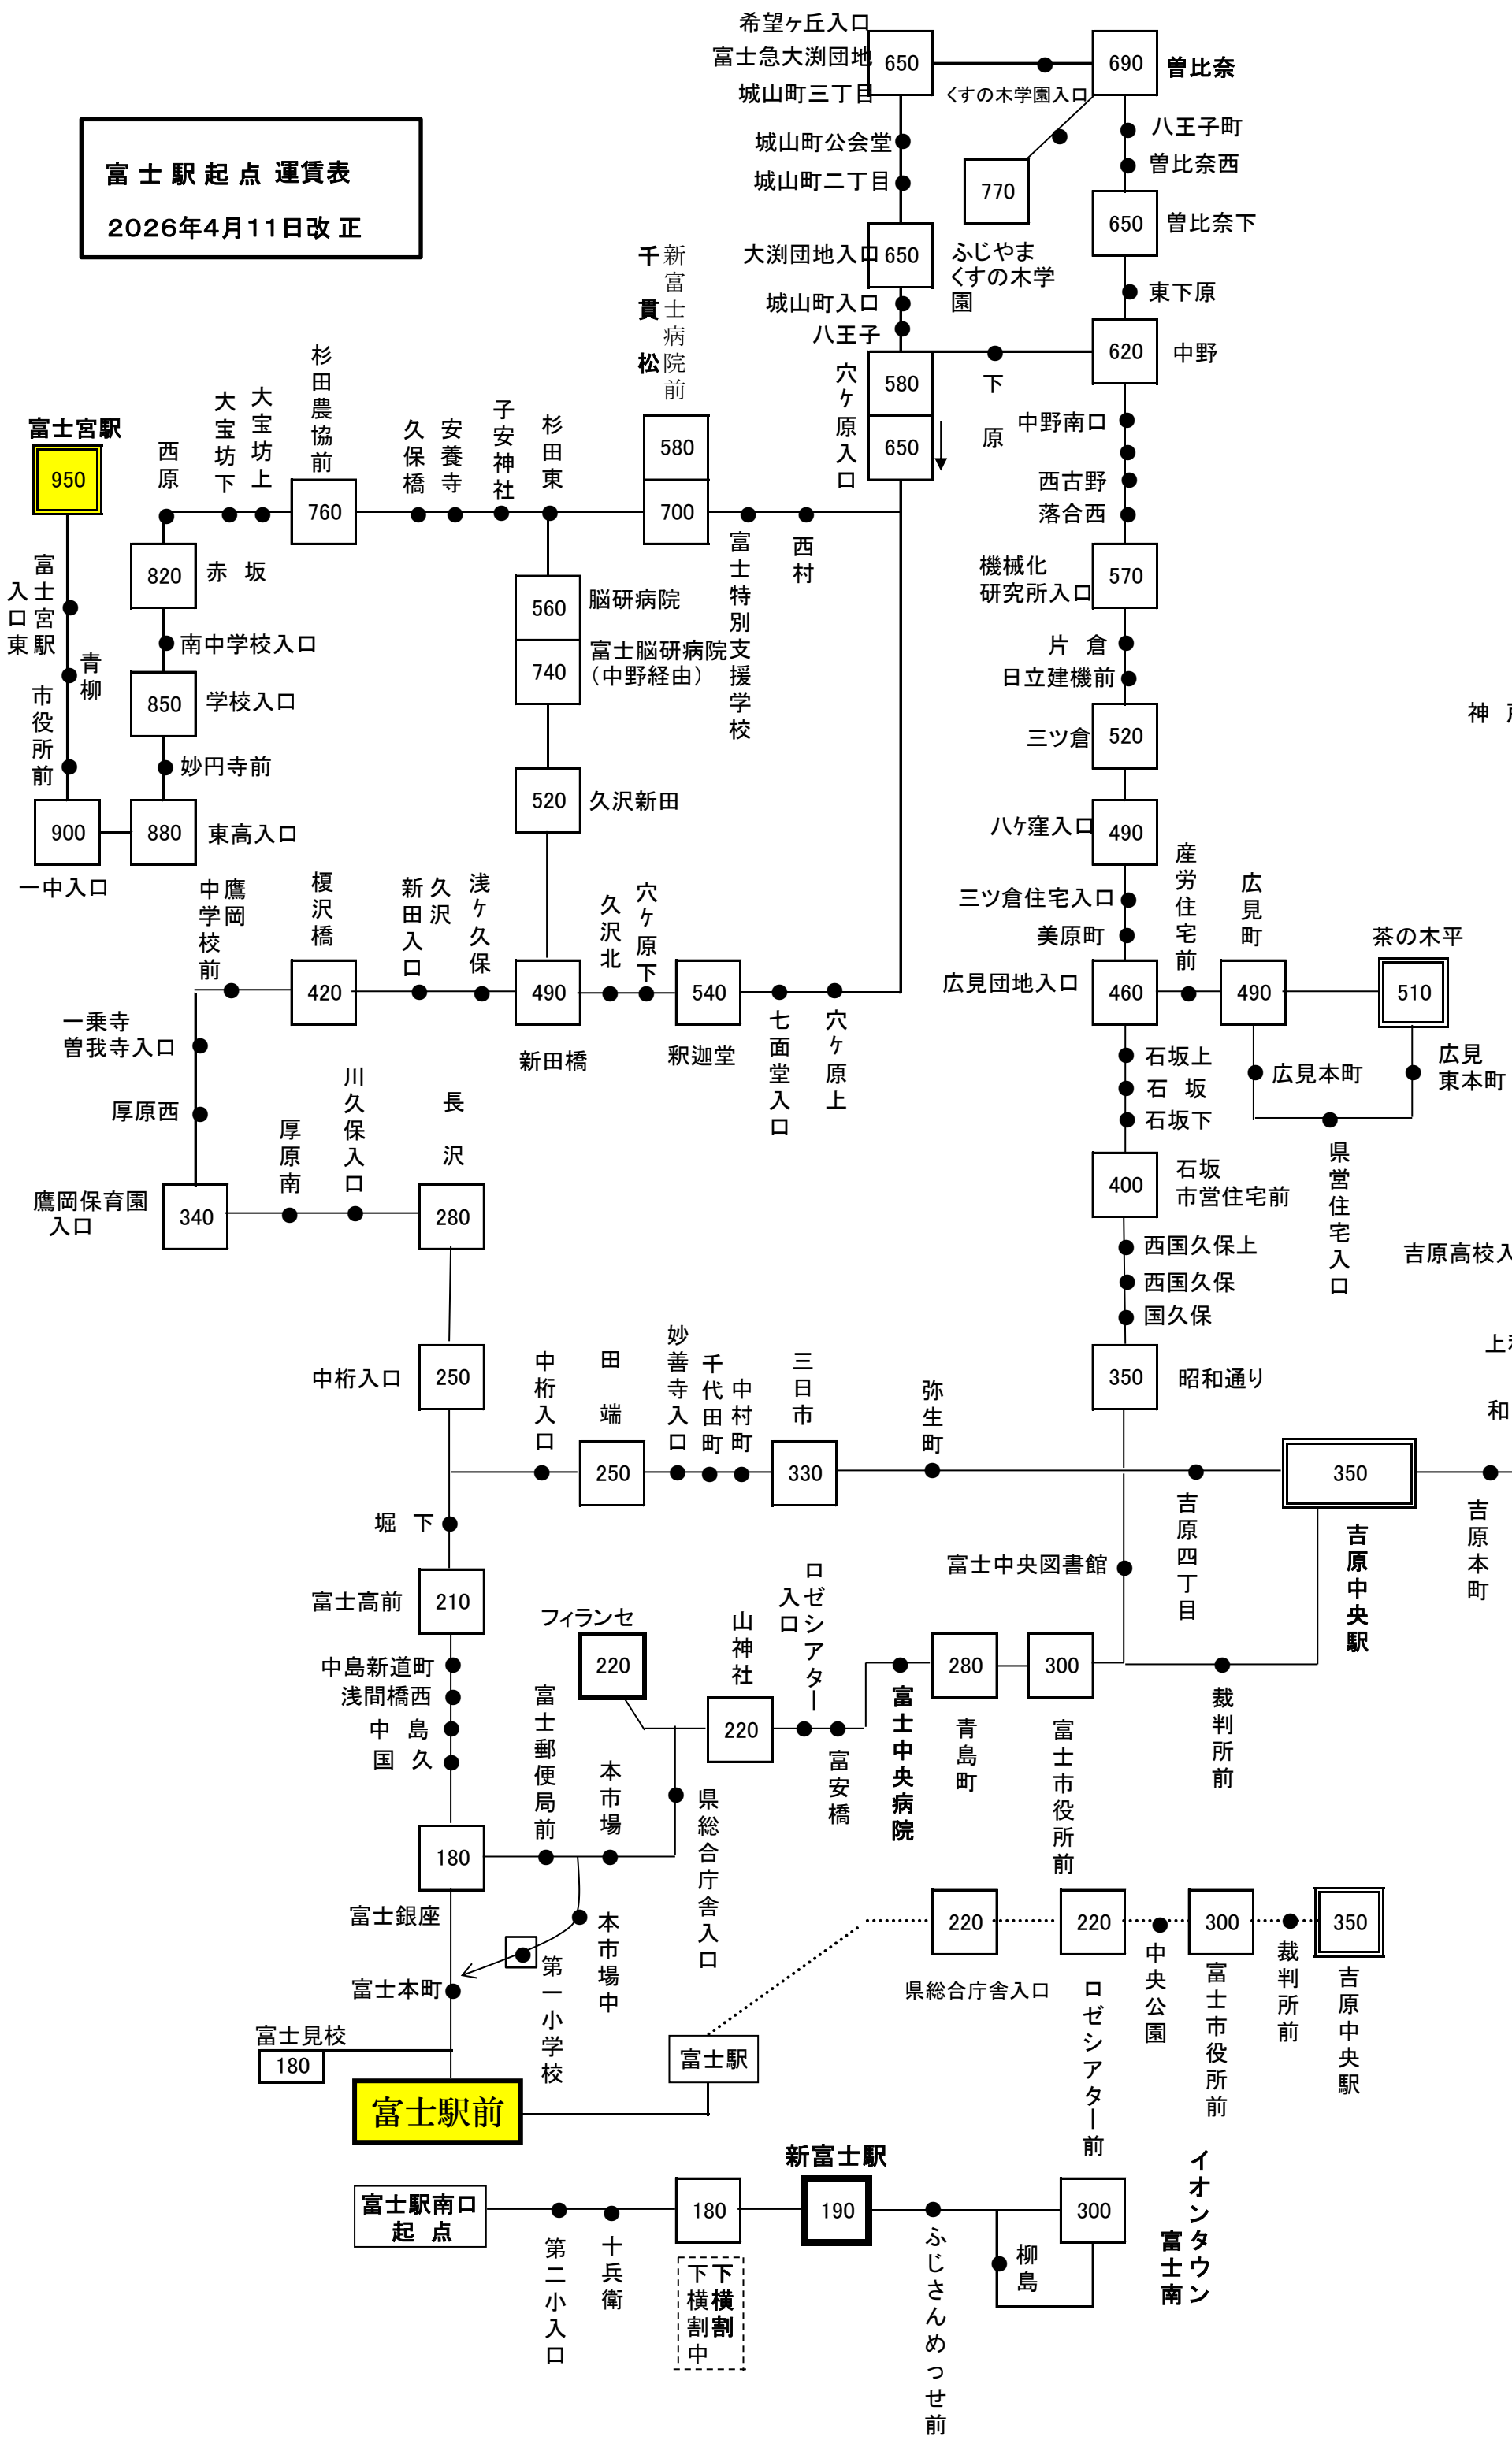 富士駅起点 運賃表
2026年4月11日改正
希望ヶ丘入口
富士急大渕団地
城山町三丁目
650
くすの木学園入口
690
曽比奈
城山町公会堂
城山町二丁目
八王子町
曽比奈西
770
ふじやま
くすの木学
園
650
曽比奈下
大渕団地入口
650
城山町入口
八王子
東下原
620
中野
下原
580
650
穴ヶ原入口
千貫松
新富士病院前
580
700
富士宮駅
950
西原
大宝坊下
大宝坊上
杉田農協前
760
久保橋
安養寺
子安神社
杉田東
富士特別支援学校
西村
中野南口
西古野
落合西
機械化
研究所入口
570
片倉
日立建機前
三ツ倉
520
八ケ窪入口
490
三ツ倉住宅入口
美原町
富士宮駅
入口東
青柳
市役所前
820
赤坂
南中学校入口
850
学校入口
妙円寺前
900
一中入口
880
東高入口
560
脳研病院
740
富士脳研病院
(中野経由)
520
久沢新田
神
鷹岡
中学校前
榎沢橋
420
久沢
新田入口
浅ヶ久保
490
新田橋
久沢北
穴ヶ原下
540
釈迦堂
七面堂入口
穴ヶ原上
広見団地入口
460
産労住宅前
広見町
490
茶の木平
510
広見本町
広見
東本町
県営住宅入口
石坂上
石坂
石坂下
400
石坂
市営住宅前
西国久保上
西国久保
国久保
350
昭和通り
吉原高校入
上
和
一乗寺
曽我寺入口
厚原西
鷹岡保育園
入口
340
厚原南
川久保入口
長沢
280
中桁入口
250
中桁入口
田端
250
妙善寺入口
千代田町
中村町
三日市
330
弥生町
吉原四丁目
350
吉原中央駅
吉原本町
堀下
富士高前
210
中島新道町
浅間橋西
中島
国久
富士中央図書館
フィランセ
220
山神社
220
ロゼシアター
入口
富安橋
富士中央病院
280
青島町
300
富士市役所前
裁判所前
180
富士銀座
富士郵便局前
本市場
県総合庁舎入口
本市場中
第一小学校
富士本町
富士見校
180
富士駅前
富士駅
220
県総合庁舎入口
220
ロゼシアター前
中央公園
300
富士市役所前
裁判所前
350
吉原中央駅
富士駅南口
起点
第二小入口
十兵衛
180
下横割
下横割中
新富士駅
190
ふじさんめっせ前
柳島
300
イオンタウン
富士南